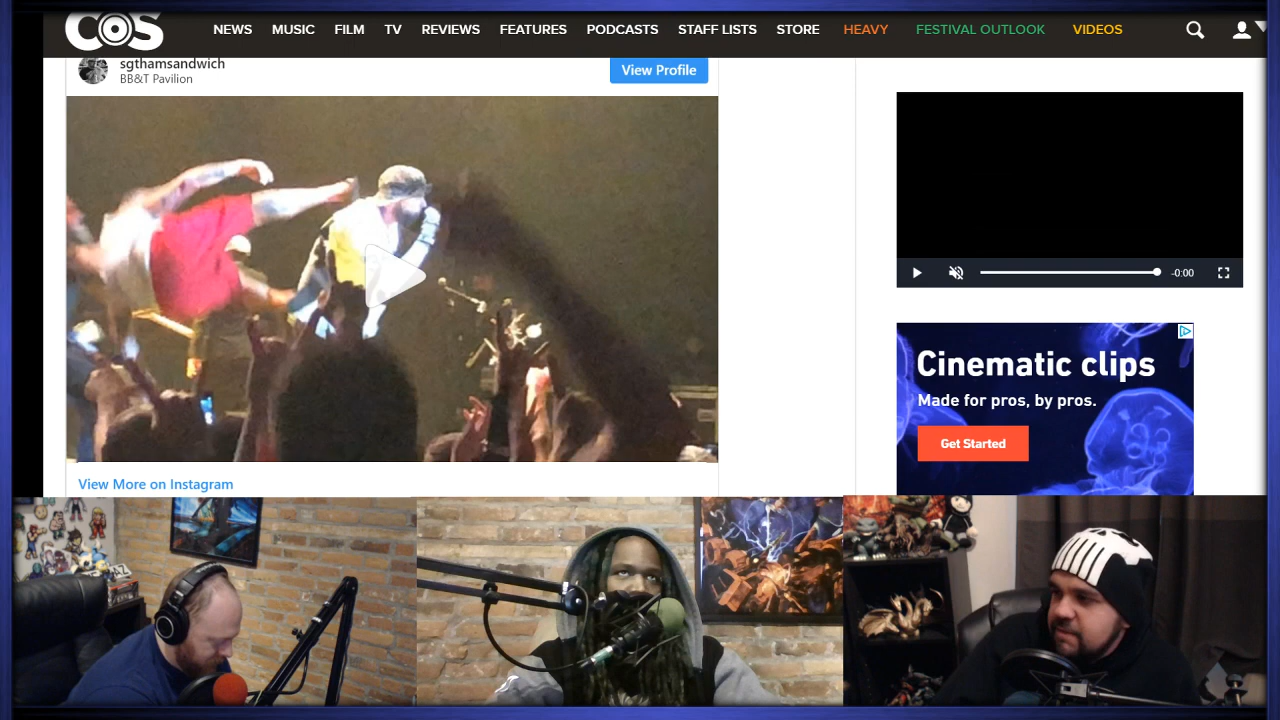 COS
NEWS MUSIC FILM TV REVIEWS FEATURES PODCASTS STAFF LISTS STORE HEAVY FESTIVAL OUTLOOK VIDEOS
sgthamsandwich
BB&T Pavilion
View Profile
-0:00
Cinematic clips
Made for pros, by pros.
Get Started
View More on Instagram